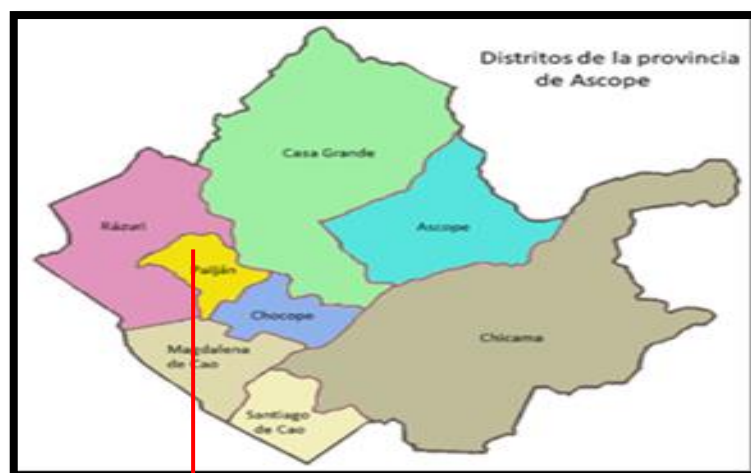 Distritos de la provincia
de Ascope
Casa Grande
Rázuri
Ascope
Paiján
Chocope
Chicama
Magdalena
de Cao
Santiago
de Cao